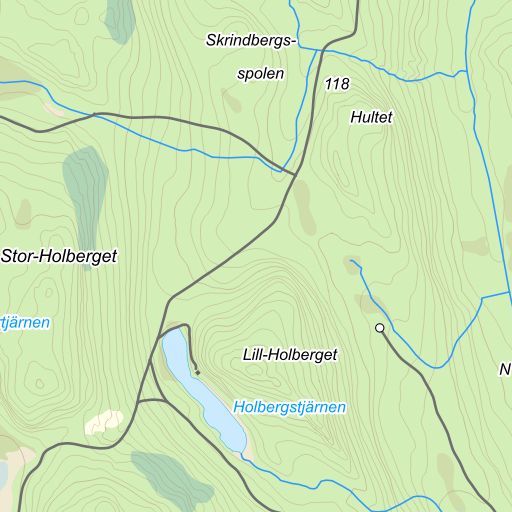 Skrindbergs-
spolen
118
Hultet
Stor-Holberget
tjärnen
Lill-Holberget
Holbergstjärnen
N